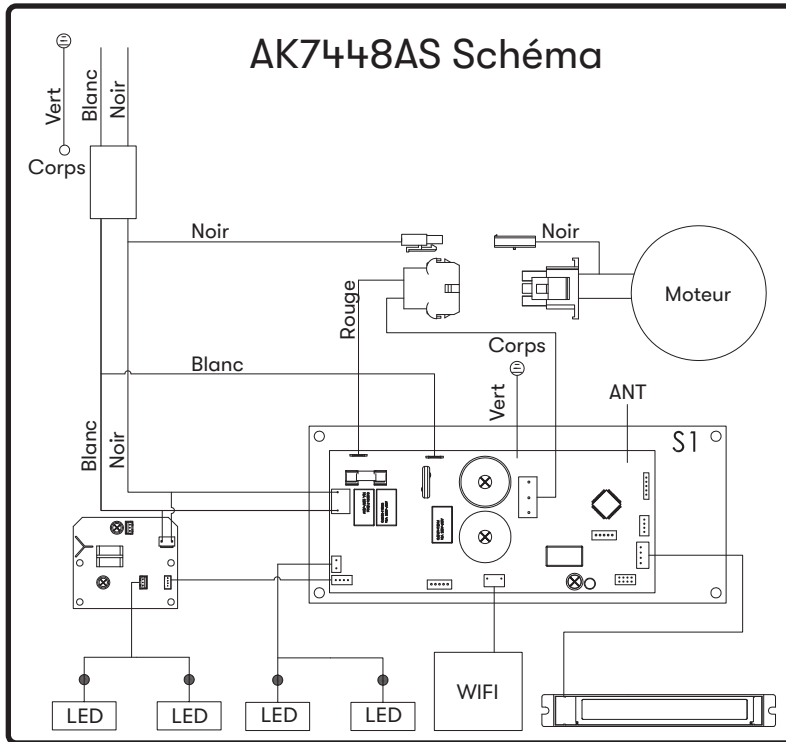 AK7448AS Schéma
Vert
Blanc
Noir
Corps
Noir
Noir
Moteur
Rouge
Corps
Blanc
Vert
ANT
Blanc
Noir
S1
WIFI
LED
LED
LED
LED